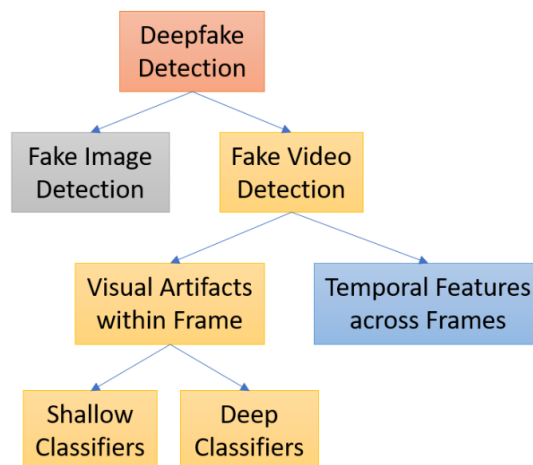 Deepfake
Detection
Fake Image
Detection
Fake Video
Detection
Visual Artifacts
within Frame
Temporal Features
across Frames
Shallow
Classifiers
Deep
Classifiers